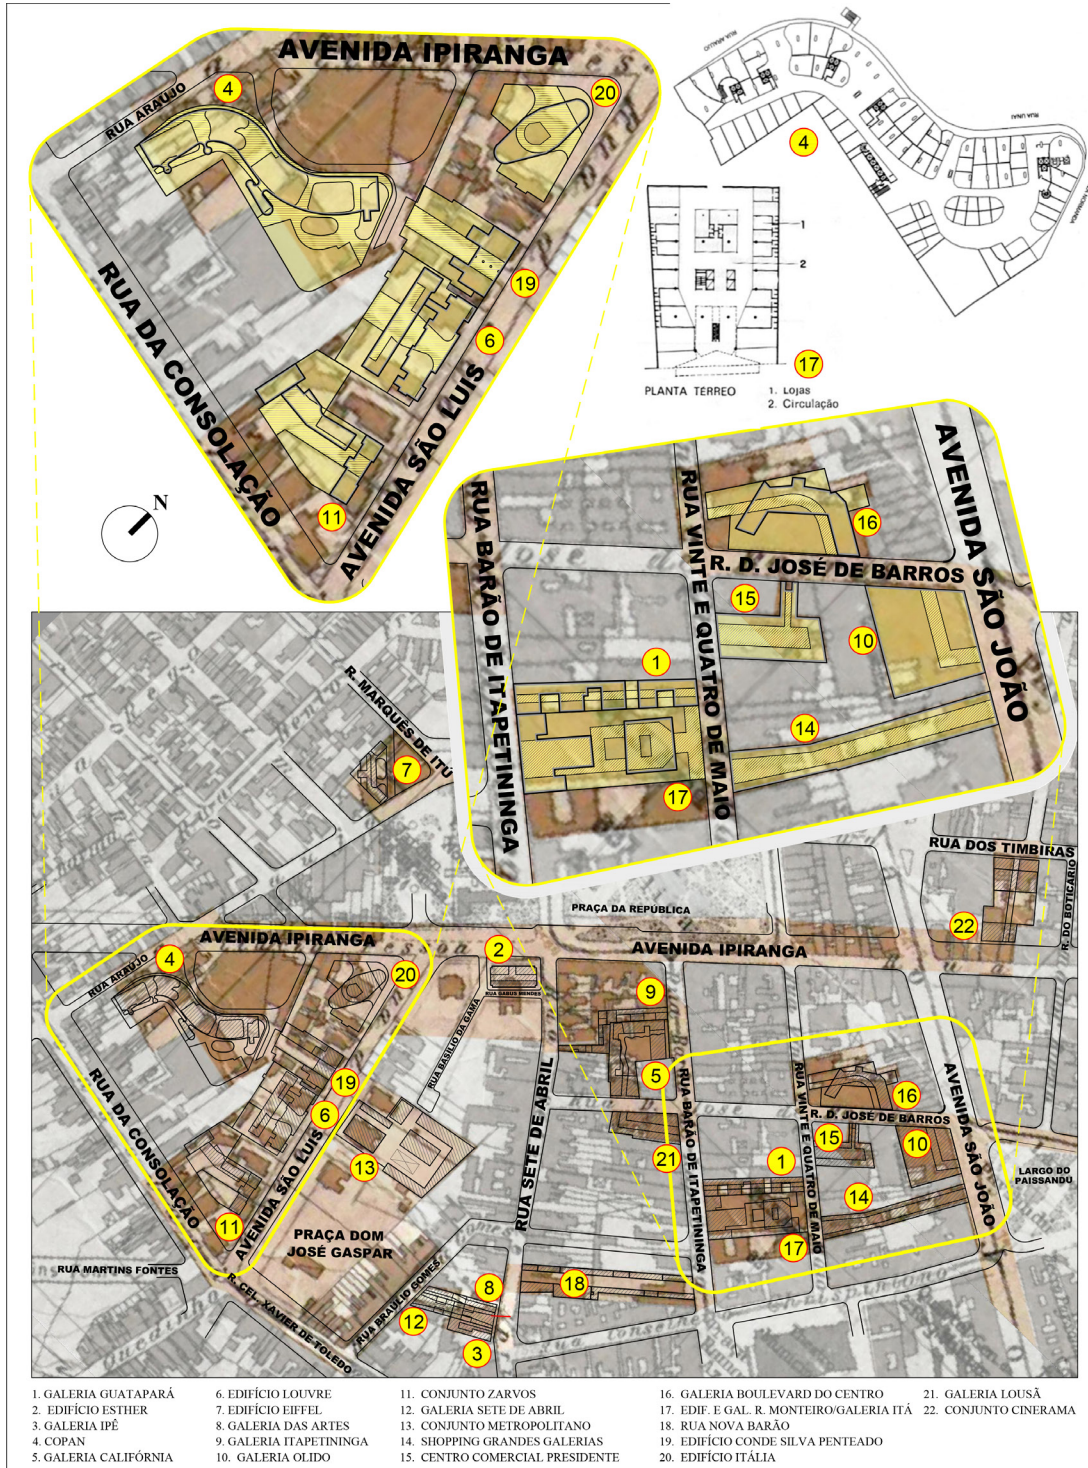 AVENIDA IPIRANGA
RUA ARAUJO
4
20
RUA DA CONSOLAÇÃO
19
6
AVENIDA SÃO LUIS
11
N
RUA ARAUJO
RUA UNAI
4
1
2
17
PLANTA TÉRREO
1. Lojas
2. Circulação
RUA BARÃO DE ITAPETININGA
RUA VINTE E QUATRO DE MAIO
AVENIDA SÃO JOÃO
16
R. D. JOSÉ DE BARROS
15
10
1
14
17
R. MARQUÊS DE ITÚ
7
RUA DOS TIMBIRAS
R. DO BOTICÁRIO
22
PRAÇA DA REPÚBLICA
AVENIDA IPIRANGA
AVENIDA IPIRANGA
2
4
20
RUA ARAUJO
RUA GABUS MENDES
RUA BASILIO DA GAMA
9
5
RUA DA CONSOLAÇÃO
19
6
AVENIDA SÃO LUIS
13
11
RUA SETE DE ABRIL
21
RUA BARÃO DE ITAPETININGA
RUA VINTE E QUATRO DE MAIO
16
R. D. JOSÉ DE BARROS
15
10
AVENIDA SÃO JOÃO
1
14
17
LARGO DO
PAISSANDU
PRAÇA DOM
JOSÉ GASPAR
RUA MARTINS FONTES
R. CEL. XAVIER DE TOLEDO
RUA BRAULIO GOMES
8
18
12
3
1. GALERIA GUATAPARÁ
2. EDIFÍCIO ESTHER
3. GALERIA IPÊ
4. COPAN
5. GALERIA CALIFÓRNIA
6. EDIFÍCIO LOUVRE
7. EDIFÍCIO EIFFEL
8. GALERIA DAS ARTES
9. GALERIA ITAPETININGA
10. GALERIA OLIDO
11. CONJUNTO ZARVOS
12. GALERIA SETE DE ABRIL
13. CONJUNTO METROPOLITANO
14. SHOPPING GRANDES GALERIAS
15. CENTRO COMERCIAL PRESIDENTE
16. GALERIA BOULEVARD DO CENTRO
17. EDIF. E GAL. R. MONTEIRO/GALERIA ITÁ
18. RUA NOVA BARÃO
19. EDIFÍCIO CONDE SILVA PENTEADO
20. EDIFÍCIO ITÁLIA
21. GALERIA LOUSÃ
22. CONJUNTO CINERAMA